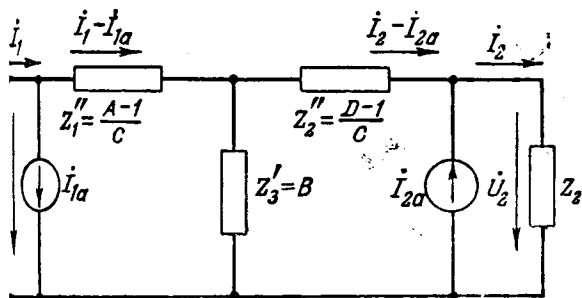 İ₁
İ₁−İ₁ₐ
İ₂−İ₂ₐ
İ₂
Z₁″=(A−1)/C
Z₂″=(D−1)/C
İ₁ₐ
Z₃′=B
İ₂ₐ
U̇₂
Z₂